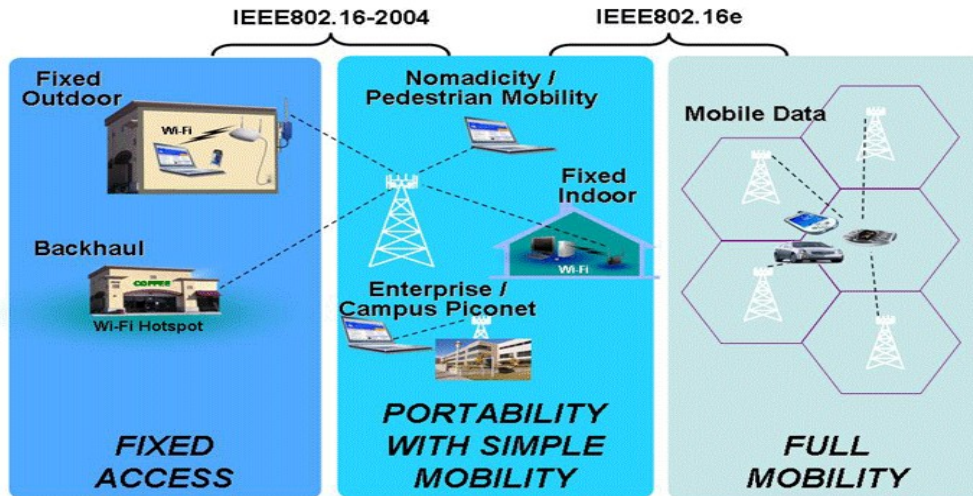 IEEE802.16-2004
IEEE802.16e
Fixed
Outdoor
Wi-Fi
Backhaul
COFFEE
Wi-Fi Hotspot
FIXED
ACCESS
Nomadicity /
Pedestrian Mobility
Fixed
Indoor
Wi-Fi
Enterprise /
Campus Piconet
PORTABILITY
WITH SIMPLE
MOBILITY
Mobile Data
FULL
MOBILITY